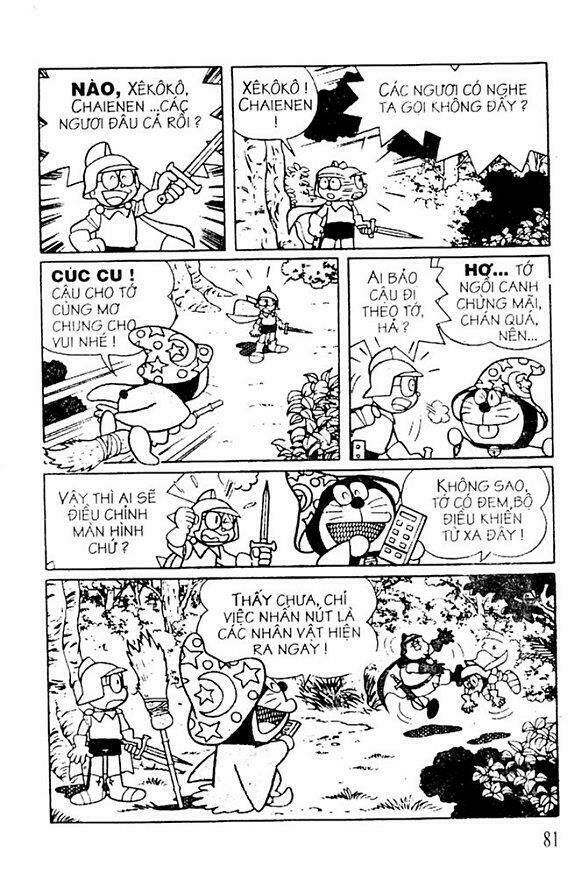 NÀO, XÊKÔKÔ,
CHAIENEN ...CÁC
NGƯƠI ĐÂU CẢ RỒI ?
XÊKÔKÔ !
CHAIENEN
!
CÁC NGƯƠI CÓ NGHE
TA GỌI KHÔNG ĐẤY ?
CÚC CU !
CẬU CHO TỚ
CÙNG MƠ
CHUNG CHO
VUI NHÉ !
AI BẢO
CẬU ĐI
THEO TỚ,
HẢ ?
HỢ... TỚ
NGỒI CANH
CHỪNG MÃI,
CHÁN QUÁ,
NÊN...
VẬY THÌ AI SẼ
ĐIỀU CHỈNH
MÀN HÌNH
CHỨ ?
KHÔNG SAO,
TỚ CÓ ĐEM BỘ
ĐIỀU KHIỂN
TỪ XA ĐÂY !
THẤY CHƯA, CHỈ
VIỆC NHẤN NÚT LÀ
CÁC NHÂN VẬT HIỆN
RA NGAY !
81